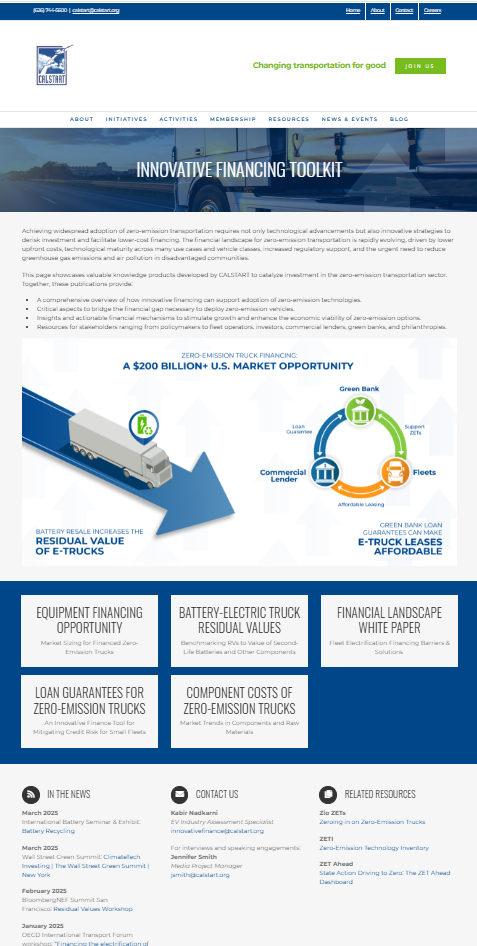 (626) 744-5600 | calstart@calstart.org
Home About Contact Careers
CALSTART
Changing transportation for good
JOIN US
ABOUT INITIATIVES ACTIVITIES MEMBERSHIP RESOURCES NEWS & EVENTS BLOG
INNOVATIVE FINANCING TOOLKIT
Achieving widespread adoption of zero-emission transportation requires not only technological advancements but also innovative strategies to
derisk investment and facilitate lower-cost financing. The financial landscape for zero-emission transportation is rapidly evolving, driven by lower
upfront costs, technological maturity across many use cases and vehicle classes, increased regulatory support, and the urgent need to reduce
greenhouse gas emissions and air pollution in disadvantaged communities.
This page showcases valuable knowledge products developed by CALSTART to catalyze investment in the zero-emission transportation sector.
Together, these publications provide:
• A comprehensive overview of how innovative financing can support adoption of zero-emission technologies.
• Critical aspects to bridge the financial gap necessary to deploy zero-emission vehicles.
• Insights and actionable financial mechanisms to stimulate growth and enhance the economic viability of zero-emission options.
• Resources for stakeholders ranging from policymakers to fleet operators, investors, commercial lenders, green banks, and philanthropies.
ZERO-EMISSION TRUCK FINANCING:
A $200 BILLION+ U.S. MARKET OPPORTUNITY
Green Bank
Loan
Guarantee
Support
ZETs
Commercial
Lender
Fleets
Affordable Leasing
BATTERY RESALE INCREASES THE
RESIDUAL VALUE
OF E-TRUCKS
GREEN BANK LOAN
GUARANTEES CAN MAKE
E-TRUCK LEASES
AFFORDABLE
EQUIPMENT FINANCING
OPPORTUNITY
Market Sizing for Financed Zero-
Emission Trucks
BATTERY-ELECTRIC TRUCK
RESIDUAL VALUES
Benchmarking RVs to Value of Second-
Life Batteries and Other Components
FINANCIAL LANDSCAPE
WHITE PAPER
Fleet Electrification Financing Barriers &
Solutions
LOAN GUARANTEES FOR
ZERO-EMISSION TRUCKS
An Innovative Finance Tool for
Mitigating Credit Risk for Small Fleets
COMPONENT COSTS OF
ZERO-EMISSION TRUCKS
Market Trends in Components and Raw
Materials
IN THE NEWS
March 2025
International Battery Seminar & Exhibit:
Battery Recycling
March 2025
Wall Street Green Summit: ClimateTech
Investing | The Wall Street Green Summit |
New York
February 2025
BloombergNEF Summit San
Francisco: Residual Values Workshop
January 2025
OECD International Transport Forum
workshop: "Financing the electrification of
CONTACT US
Kabir Nadkarni
EV Industry Assessment Specialist
innovativefinance@calstart.org
For interviews and speaking engagements:
Jennifer Smith
Media Project Manager
jsmith@calstart.org
RELATED RESOURCES
Zio ZETs
Zeroing in on Zero-Emission Trucks
ZETI
Zero-Emission Technology Inventory
ZET Ahead
State Action Driving to Zero: The ZET Ahead
Dashboard